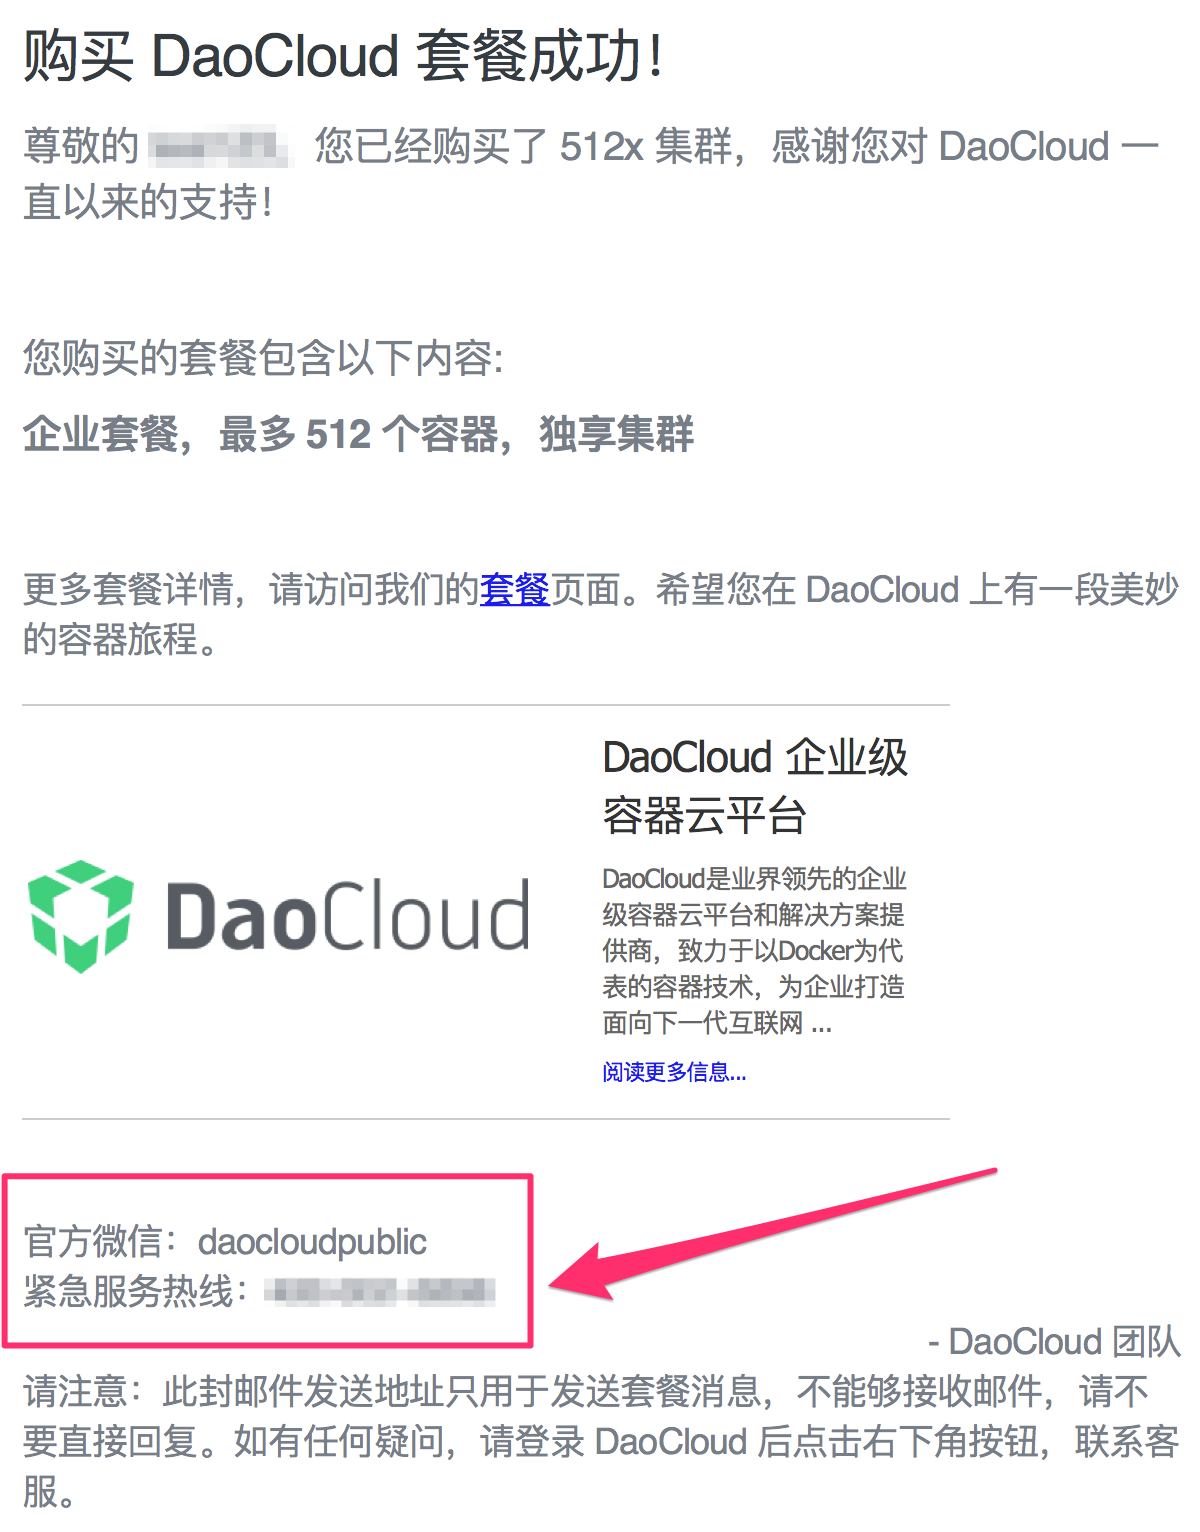 购买 DaoCloud 套餐成功！
尊敬的 您已经购买了 512x 集群，感谢您对 DaoCloud 一
直以来的支持！
您购买的套餐包含以下内容:
企业套餐，最多 512 个容器，独享集群
更多套餐详情，请访问我们的套餐页面。希望您在 DaoCloud 上有一段美妙
的容器旅程。
DaoCloud
DaoCloud 企业级
容器云平台
DaoCloud是业界领先的企业
级容器云平台和解决方案提
供商，致力于以Docker为代
表的容器技术，为企业打造
面向下一代互联网 ...
阅读更多信息...
官方微信：daocloudpublic
紧急服务热线：
- DaoCloud 团队
请注意：此封邮件发送地址只用于发送套餐消息，不能够接收邮件，请不
要直接回复。如有任何疑问，请登录 DaoCloud 后点击右下角按钮，联系客
服。